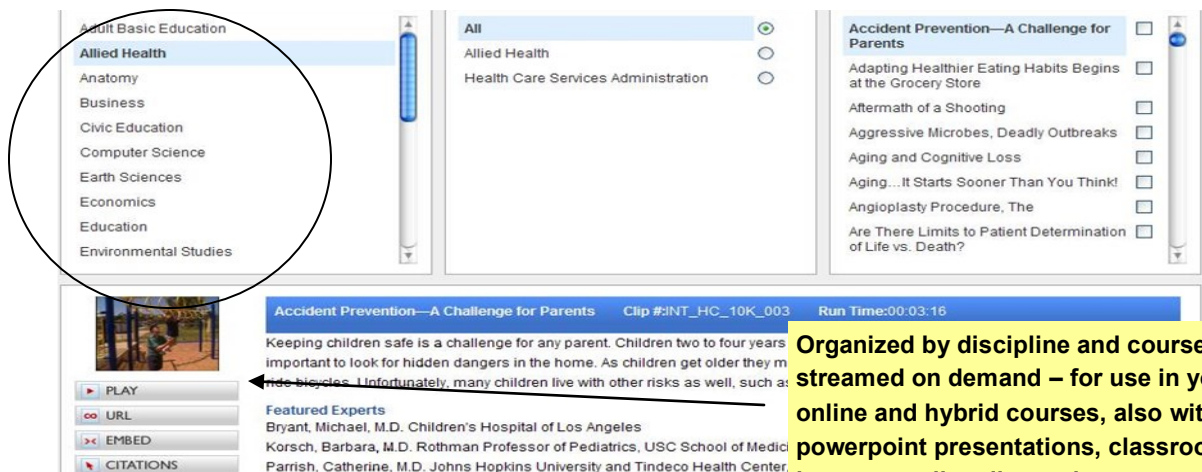 Adult Basic Education
Allied Health
Anatomy
Business
Civic Education
Computer Science
Earth Sciences
Economics
Education
Environmental Studies
All
Allied Health
Health Care Services Administration
Accident Prevention—A Challenge for
Parents
Adapting Healthier Eating Habits Begins
at the Grocery Store
Aftermath of a Shooting
Aggressive Microbes, Deadly Outbreaks
Aging and Cognitive Loss
Aging...It Starts Sooner Than You Think!
Angioplasty Procedure, The
Are There Limits to Patient Determination
of Life vs. Death?
PLAY
URL
EMBED
CITATIONS
Accident Prevention—A Challenge for Parents Clip #:INT_HC_10K_003 Run Time:00:03:16
Keeping children safe is a challenge for any parent. Children two to four years
important to look for hidden dangers in the home. As children get older they
ride bicycles. Unfortunately, many children live with other risks as well, such
Featured Experts
Bryant, Michael, M.D. Children's Hospital of Los Angeles
Korsch, Barbara, M.D. Rothman Professor of Pediatrics, USC School of
Parrish, Catherine, M.D. Johns Hopkins University and Tindeco Health Center
Organized by discipline and course
streamed on demand – for use in
online and hybrid courses, also
powerpoint presentations,